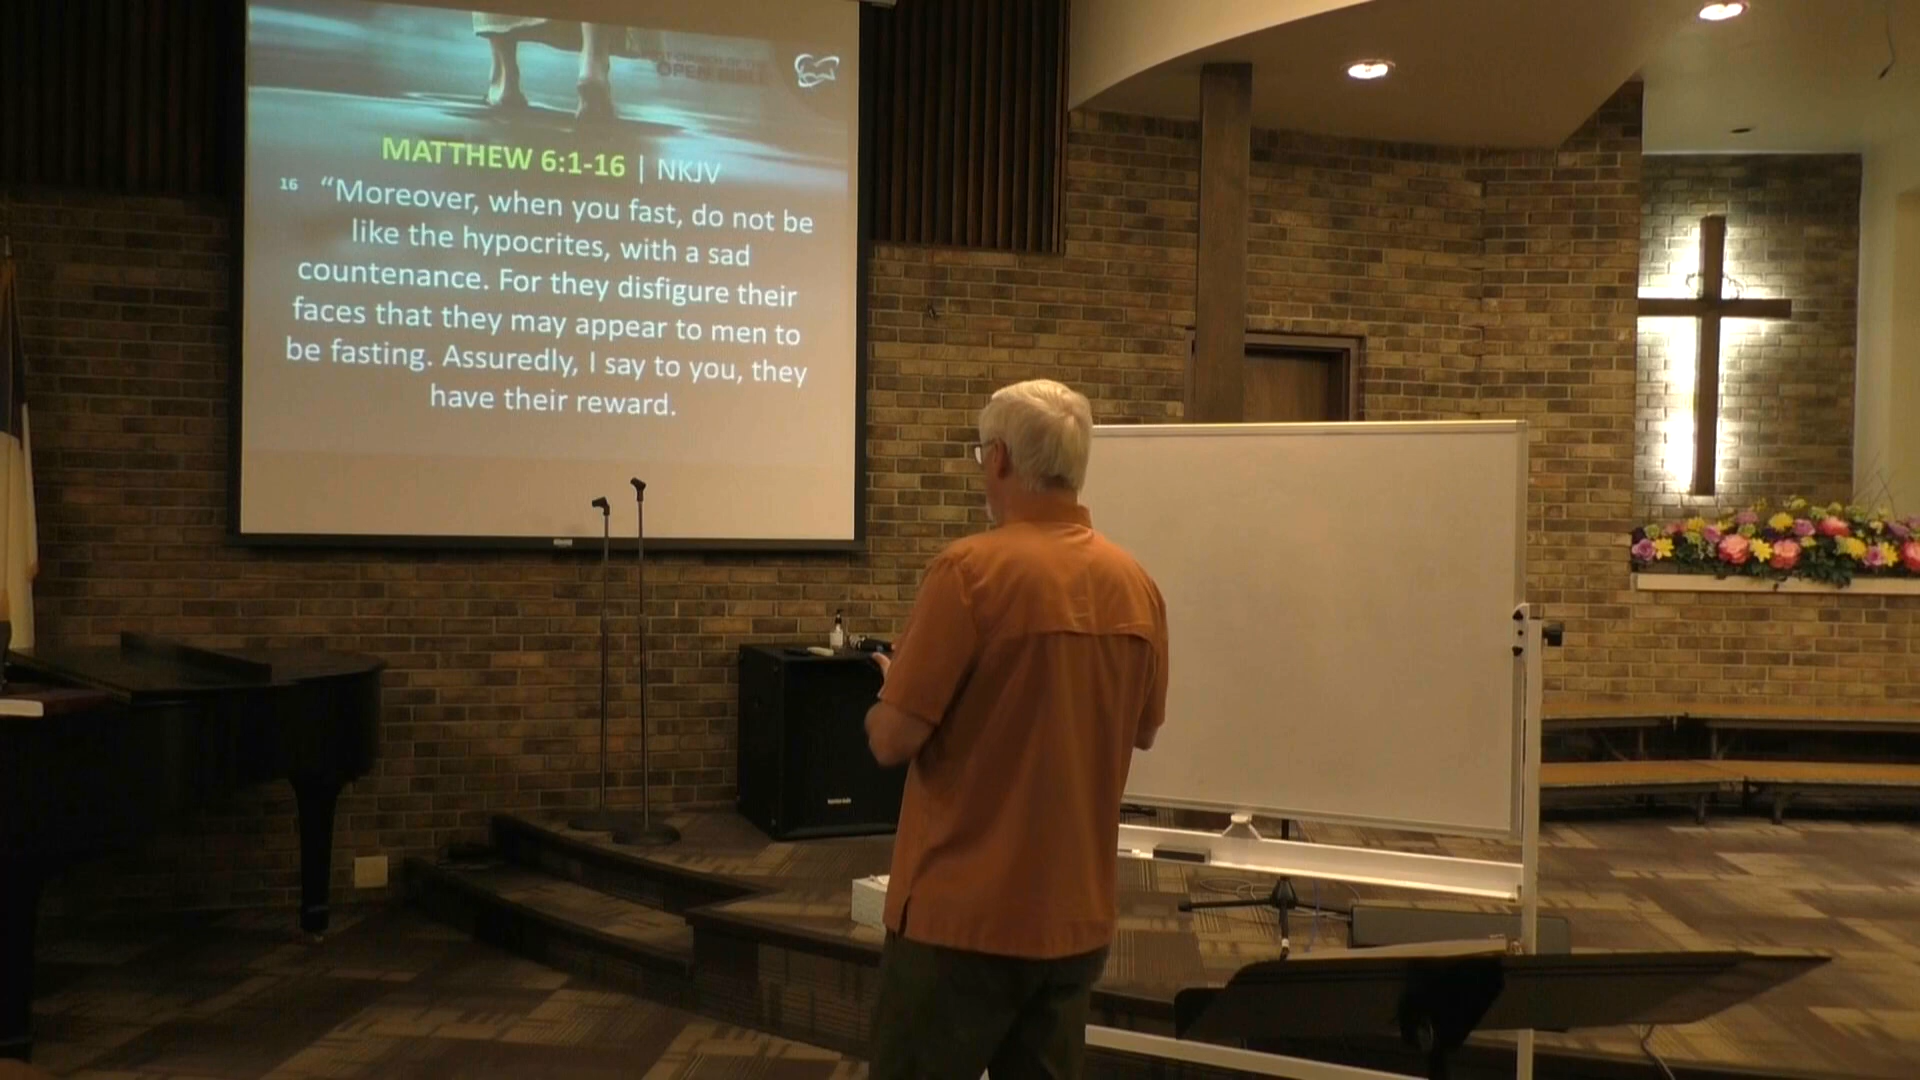 OPEN BIBLE
MATTHEW 6:1-16 | NKJV
16 “Moreover, when you fast, do not be
like the hypocrites, with a sad
countenance. For they disfigure their
faces that they may appear to men to
be fasting. Assuredly, I say to you, they
have their reward.